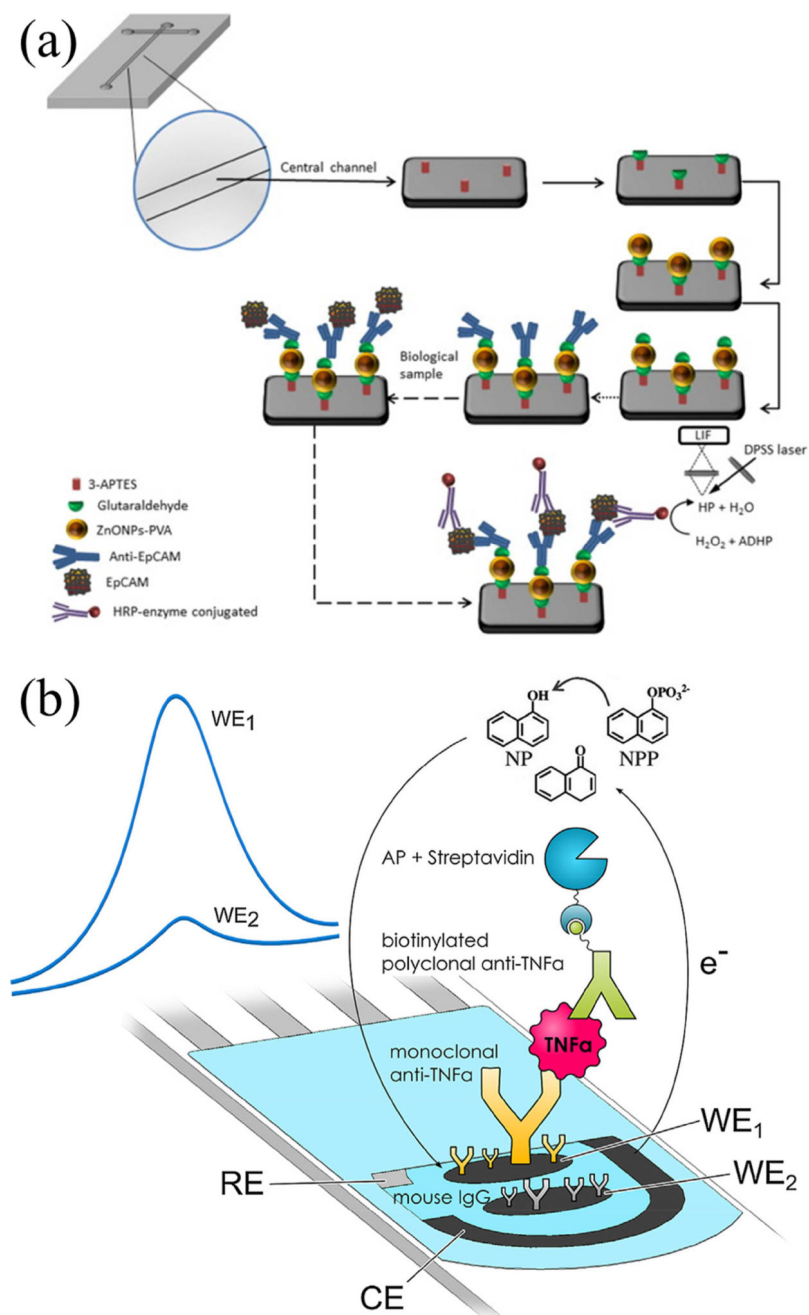 (a)
Central channel
Biological
sample
LIF
DPSS laser
HP + H₂O
H₂O₂ + ADHP
3-APTES
Glutaraldehyde
ZnONPs-PVA
Anti-EpCAM
EpCAM
HRP-enzyme conjugated
(b)
WE₁
WE₂
OH
NP
OPO₃²⁻
NPP
O
AP + Streptavidin
biotinylated
polyclonal anti-TNFa
e⁻
TNFa
monoclonal
anti-TNFa
WE₁
WE₂
RE
mouse IgG
CE